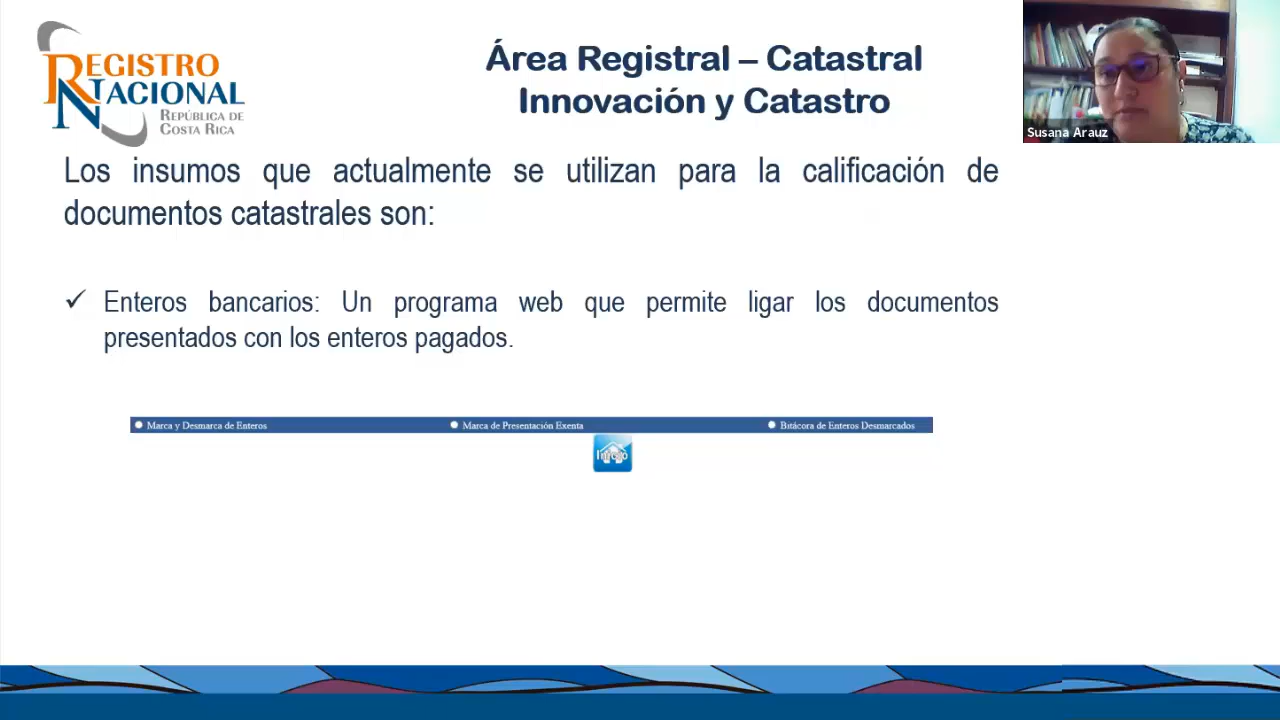 REGISTRO
NACIONAL
REPÚBLICA DE
COSTA RICA
Área Registral – Catastral
Innovación y Catastro
Susana Arauz
Los insumos que actualmente se utilizan para la calificación de
documentos catastrales son:
✓ Enteros bancarios: Un programa web que permite ligar los documentos
presentados con los enteros pagados.
Marca y Desmarca de Enteros Marca de Presentación Exenta Bitácora de Enteros Desmarcados
Inicio